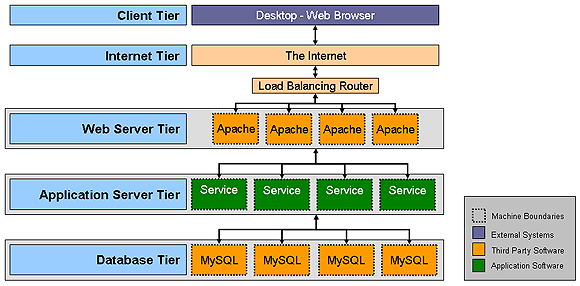 Client Tier
Desktop - Web Browser
Internet Tier
The Internet
Load Balancing Router
Web Server Tier
Apache Apache Apache Apache
Application Server Tier
Service Service Service Service
Database Tier
MySQL MySQL MySQL MySQL
Machine Boundaries
External Systems
Third Party Software
Application Software